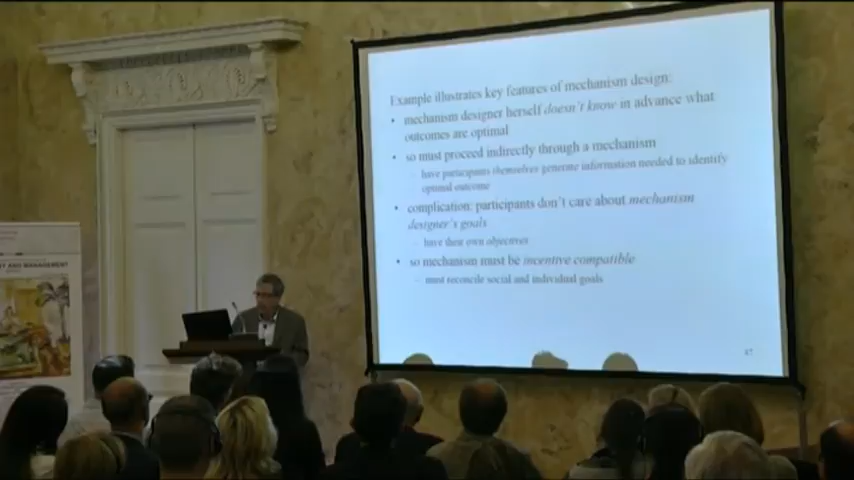 Example illustrates key features of mechanism design:
• mechanism designer herself doesn't know in advance what
outcomes are optimal
• so must proceed indirectly through a mechanism
– have participants themselves generate information needed to identify
optimal outcome
• complication: participants don't care about mechanism
designer's goals
– have their own objectives
• so mechanism must be incentive compatible
– must reconcile social and individual goals
47
AND MANAGEMENT